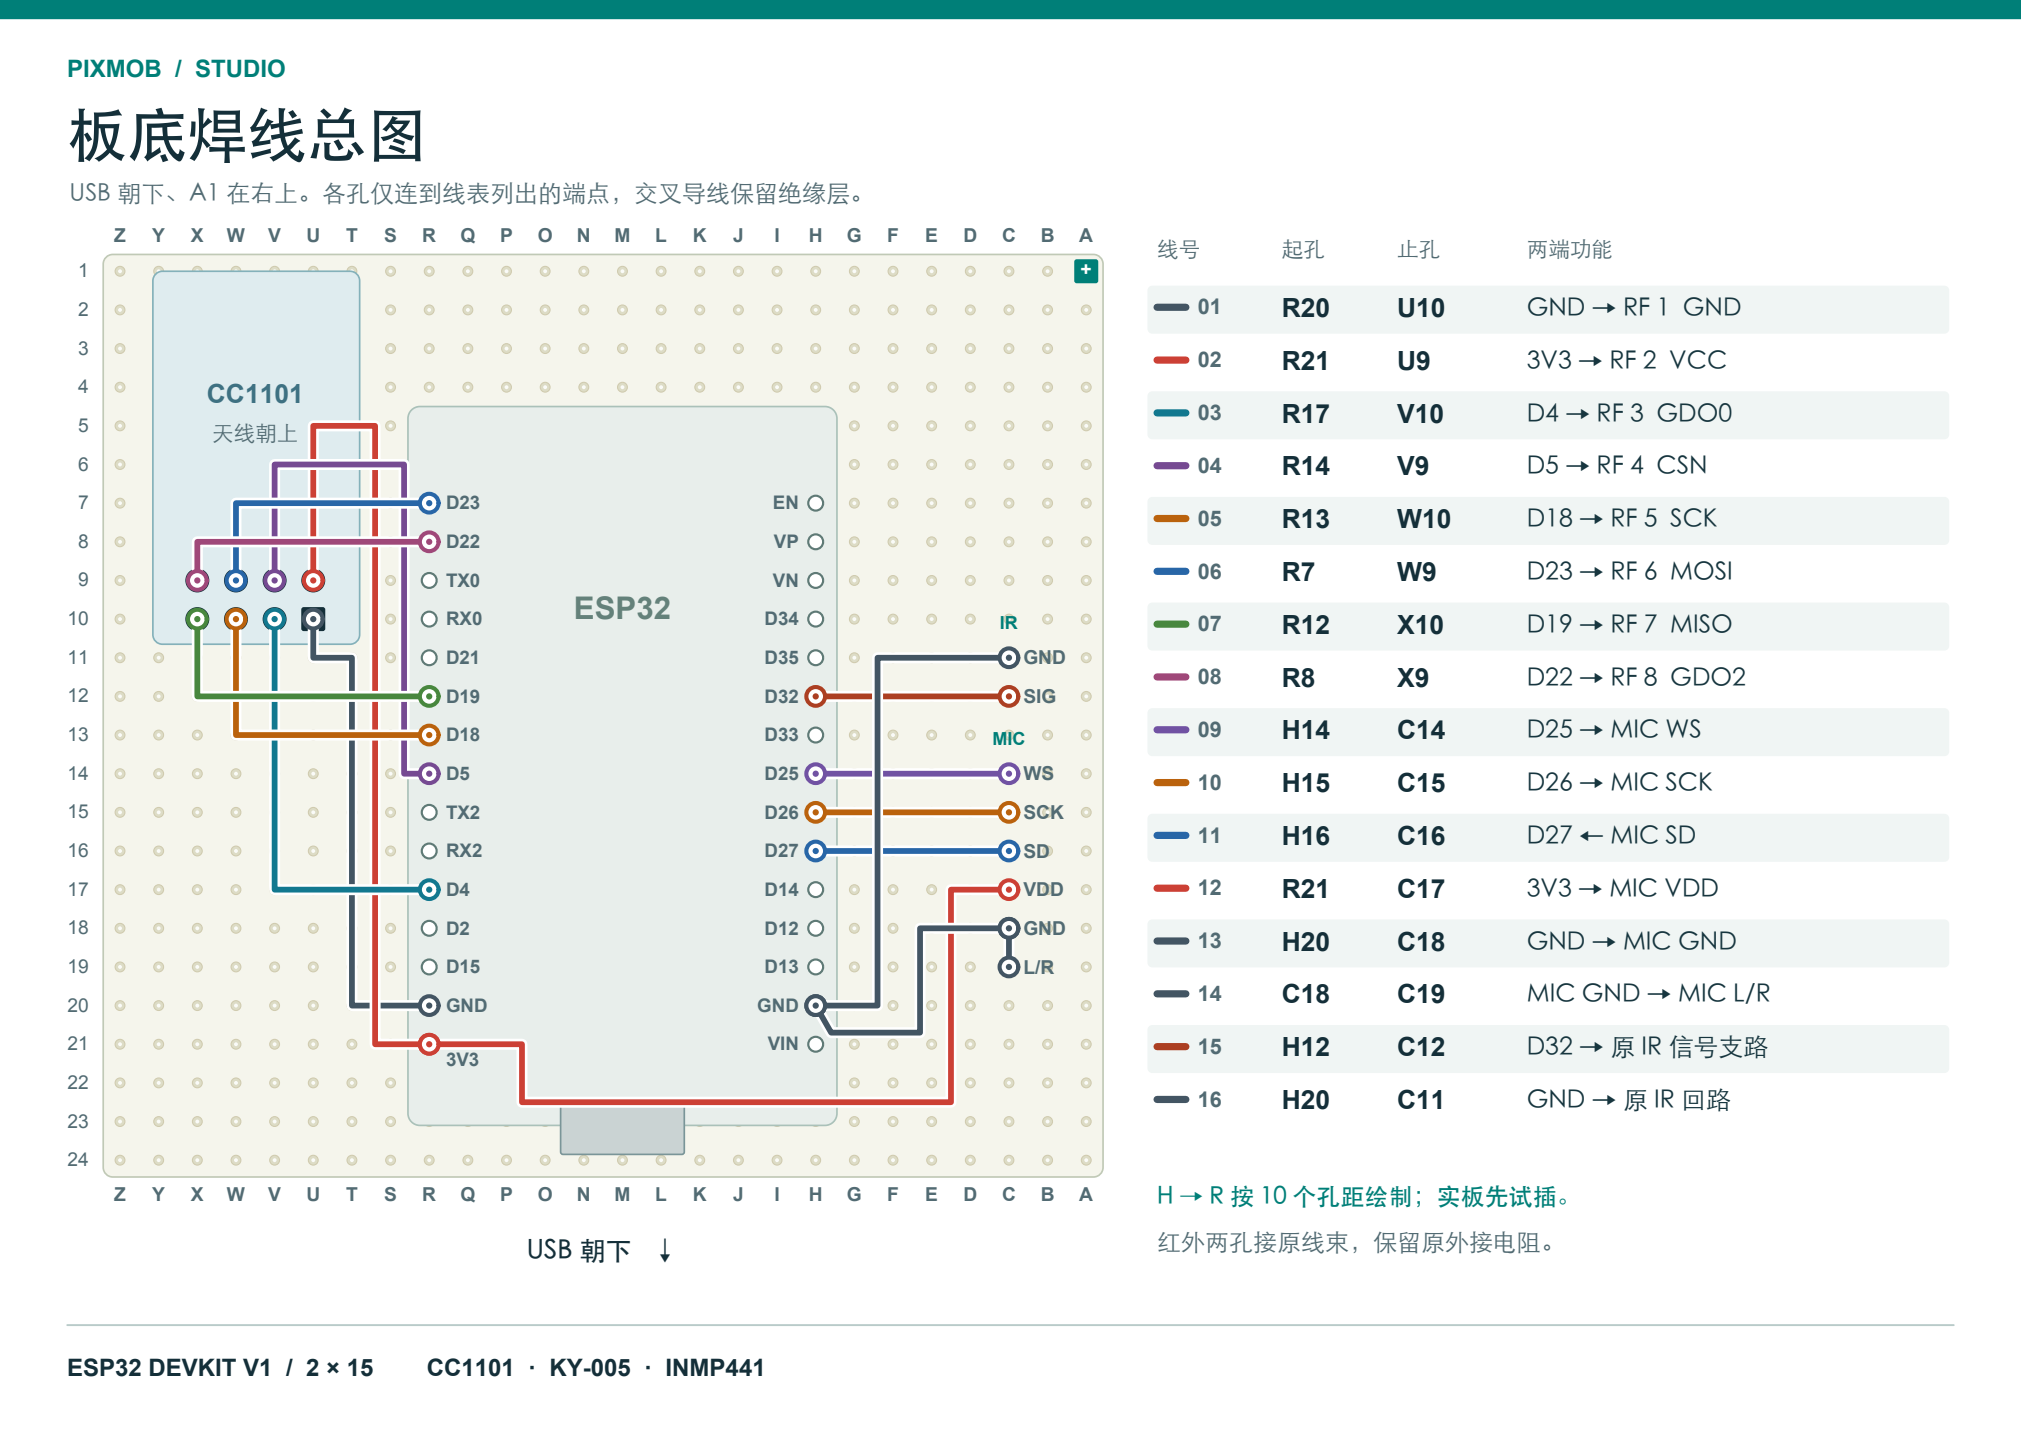 PIXMOB / STUDIO
板底焊线总图
USB 朝下、A1 在右上。各孔仅连到线表列出的端点，交叉导线保留绝缘层。
Z Y X W V U T S R Q P O N M L K J I H G F E D C B A
1
2
3
4
5
6
7
8
9
10
11
12
13
14
15
16
17
18
19
20
21
22
23
24
+
CC1101
天线朝上
ESP32
D23
D22
TX0
RX0
D21
D19
D18
D5
TX2
RX2
D4
D2
D15
GND
3V3
EN
VP
VN
D34
D35
D32
D33
D25
D26
D27
D14
D12
D13
GND
VIN
IR
GND
SIG
MIC
WS
SCK
SD
VDD
GND
L/R
Z Y X W V U T S R Q P O N M L K J I H G F E D C B A
USB 朝下 ↓
线号 起孔 止孔 两端功能
01 R20 U10 GND → RF 1 GND
02 R21 U9 3V3 → RF 2 VCC
03 R17 V10 D4 → RF 3 GDO0
04 R14 V9 D5 → RF 4 CSN
05 R13 W10 D18 → RF 5 SCK
06 R7 W9 D23 → RF 6 MOSI
07 R12 X10 D19 → RF 7 MISO
08 R8 X9 D22 → RF 8 GDO2
09 H14 C14 D25 → MIC WS
10 H15 C15 D26 → MIC SCK
11 H16 C16 D27 ← MIC SD
12 R21 C17 3V3 → MIC VDD
13 H20 C18 GND → MIC GND
14 C18 C19 MIC GND → MIC L/R
15 H12 C12 D32 → 原 IR 信号支路
16 H20 C11 GND → 原 IR 回路
H → R 按 10 个孔距绘制；实板先试插。
红外两孔接原线束，保留原外接电阻。
ESP32 DEVKIT V1 / 2 × 15 CC1101 · KY-005 · INMP441